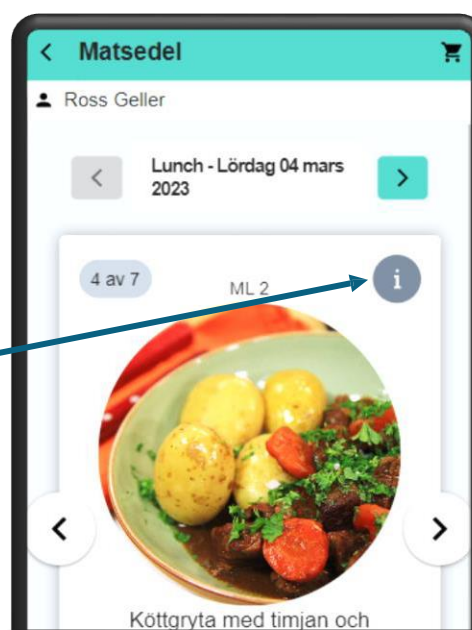 Matsedel
Ross Geller
Lunch - Lördag 04 mars
2023
4 av 7
ML 2
i
Köttgryta med timjan och